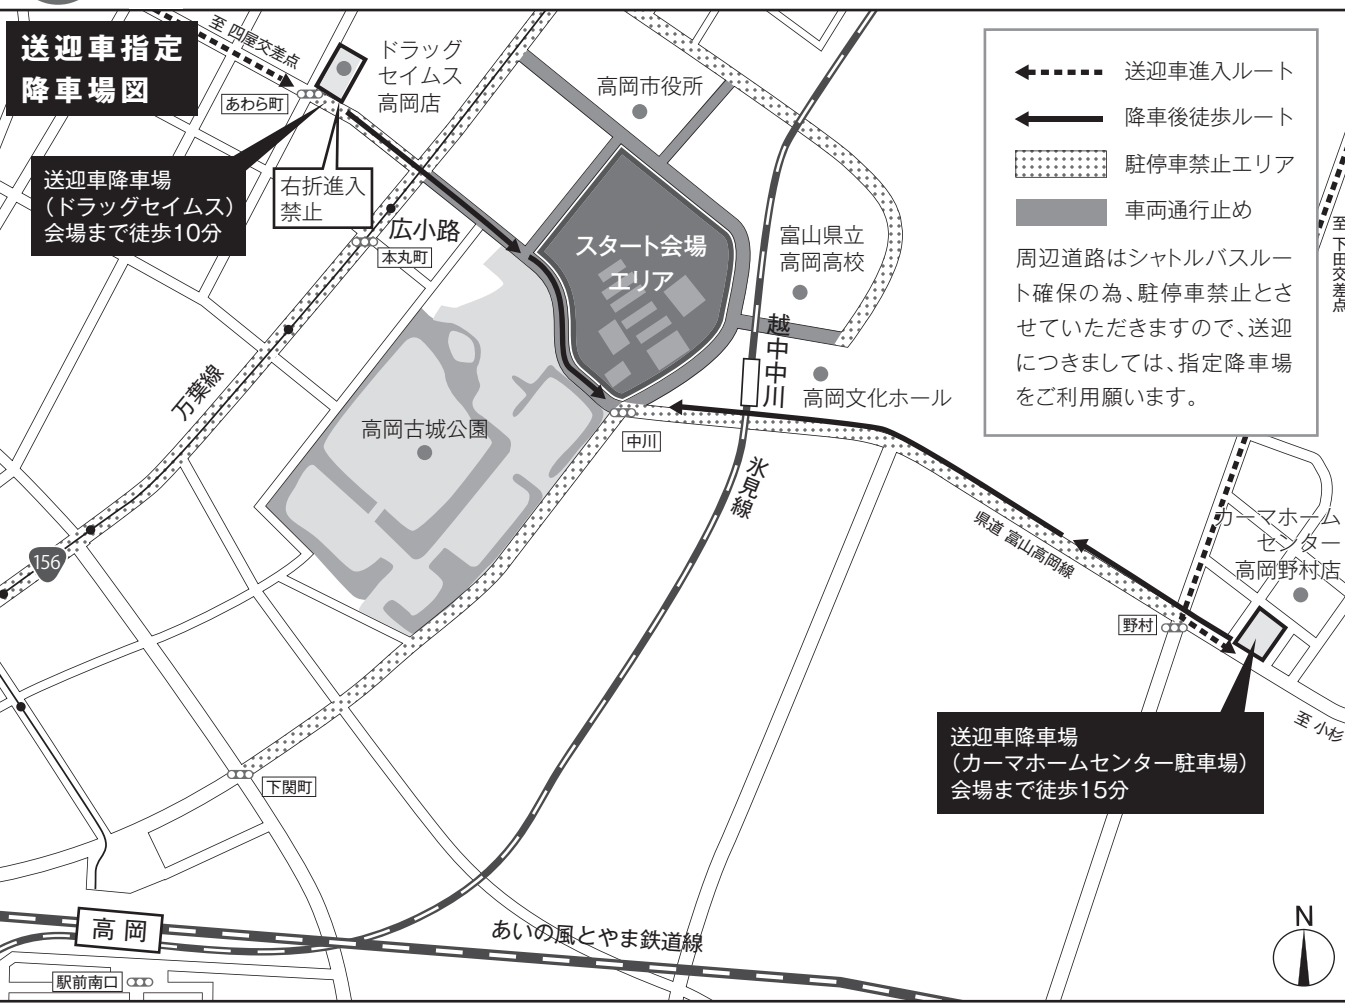 送迎車指定
降車場図
至 四屋交差点
あわら町
ドラッグ
セイムス
高岡店
送迎車降車場
（ドラッグセイムス）
会場まで徒歩10分
右折進入
禁止
広小路
本丸町
高岡市役所
スタート会場
エリア
富山県立
高岡高校
越中中川
高岡文化ホール
中川
氷見線
高岡古城公園
万葉線
156
県道 富山高岡線
送迎車進入ルート
降車後徒歩ルート
駐停車禁止エリア
車両通行止め
周辺道路はシャトルバスルー
ト確保の為、駐停車禁止とさ
せていただきますので、送迎
につきましては、指定降車場
をご利用願います。
至 下田交差点
カーマホーム
センター
高岡野村店
野村
至 小杉
送迎車降車場
（カーマホームセンター駐車場）
会場まで徒歩15分
下関町
高岡
あいの風とやま鉄道線
駅前南口
N